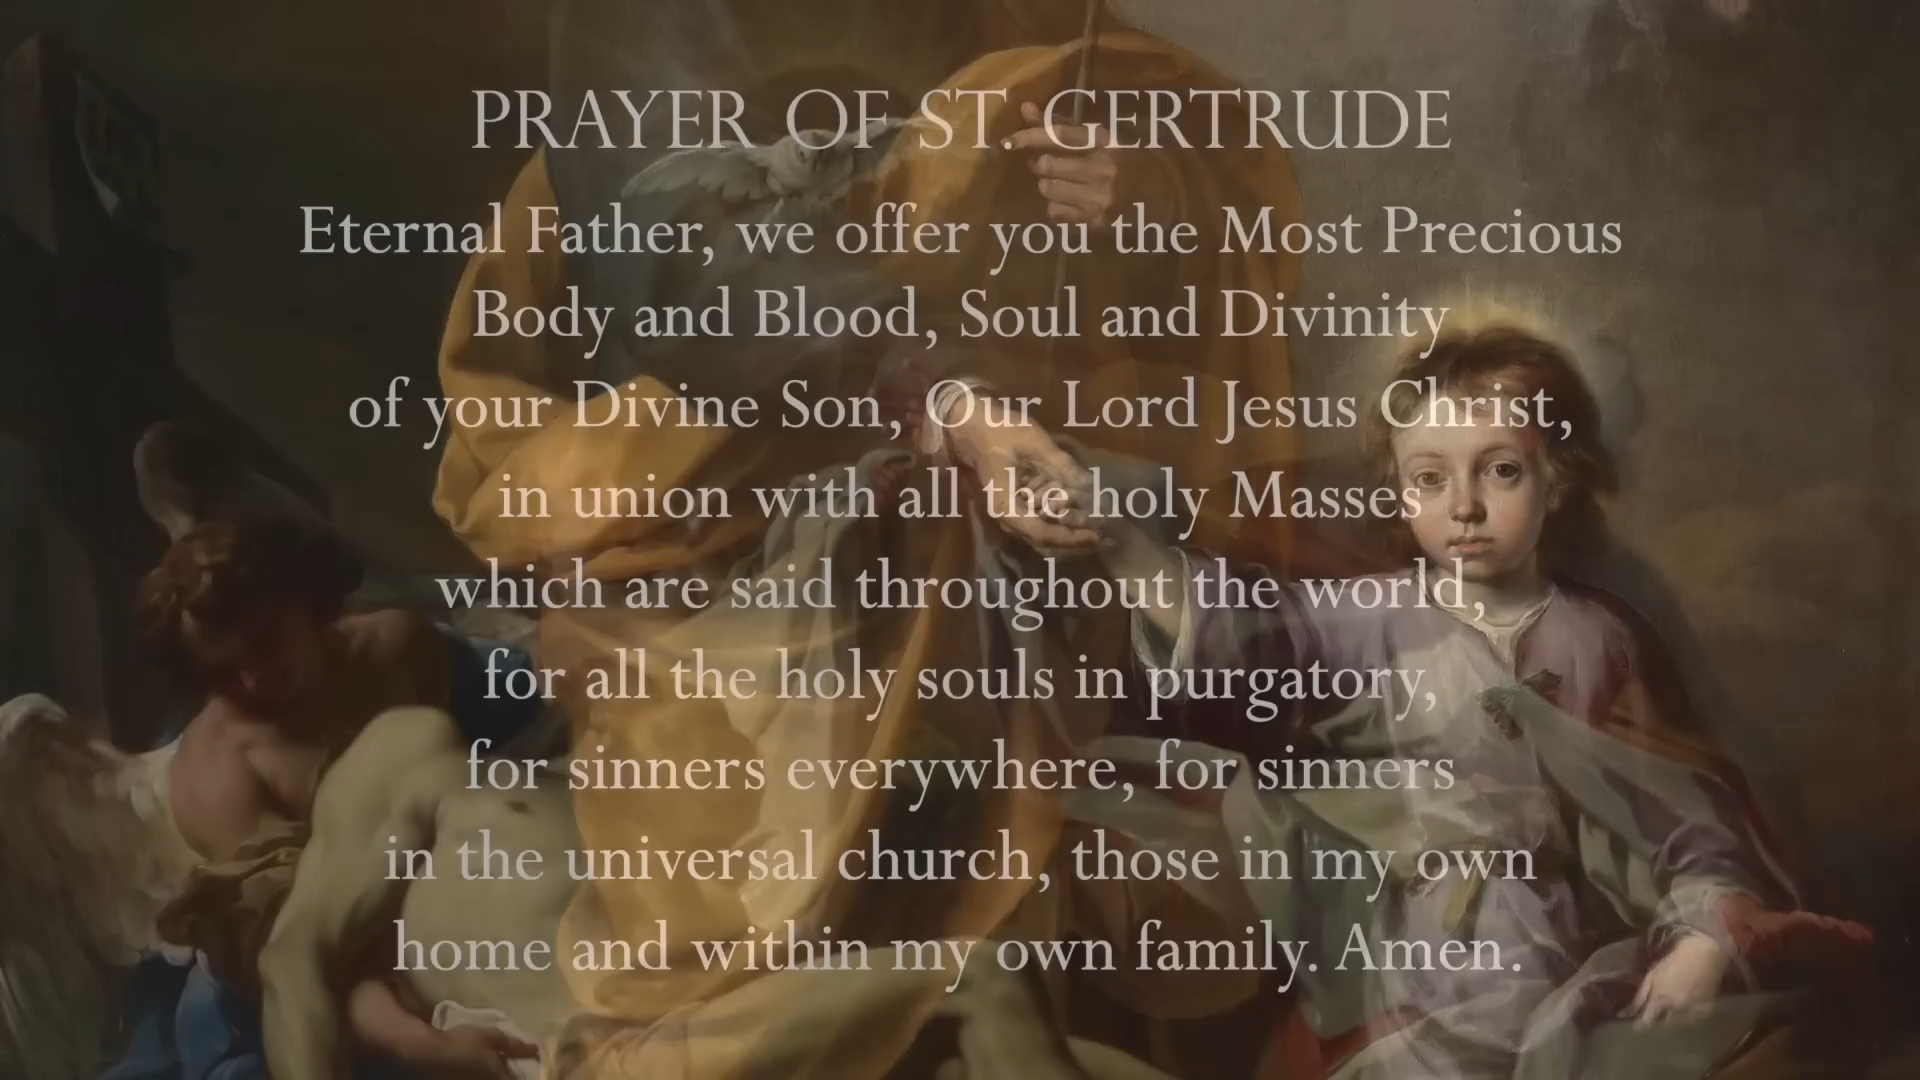 PRAYER OF ST. GERTRUDE
Eternal Father, we offer you the Most Precious
Body and Blood, Soul and Divinity
of your Divine Son, Our Lord Jesus Christ,
in union with all the holy Masses
which are said throughout the world,
for all the holy souls in purgatory,
for sinners everywhere, for sinners
in the universal church, those in my own
home and within my own family. Amen.